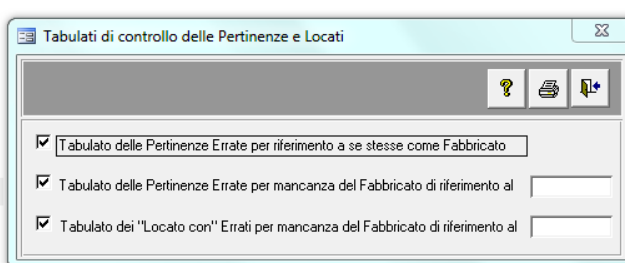 Tabulati di controllo delle Pertinenze e Locati
?
Tabulato delle Pertinenze Errate per riferimento a se stesse come Fabbricato
Tabulato delle Pertinenze Errate per mancanza del Fabbricato di riferimento al
Tabulato dei "Locato con" Errati per mancanza del Fabbricato di riferimento al